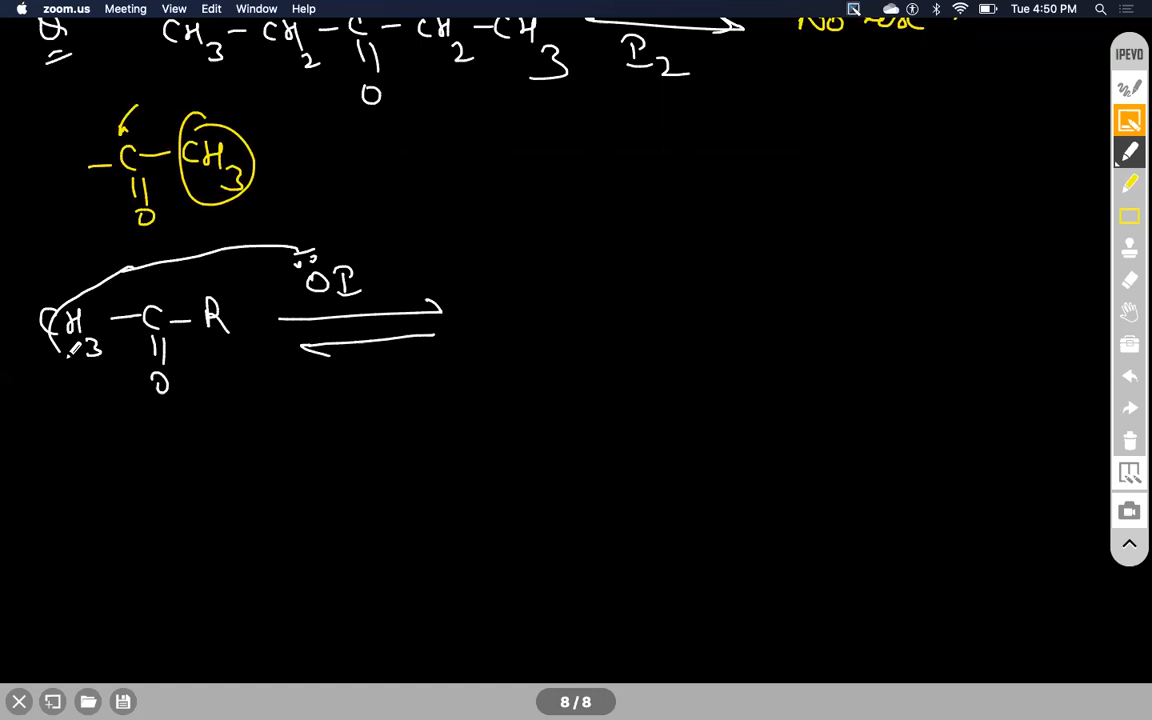 zoom.us Meeting View Edit Window Help Tue 4:50 PM
CH3 – CH2 – C – CH2 – CH3
I2
No
O
IPEVO
– C – CH3
O
OI
CH3 – C – R
O
8 / 8